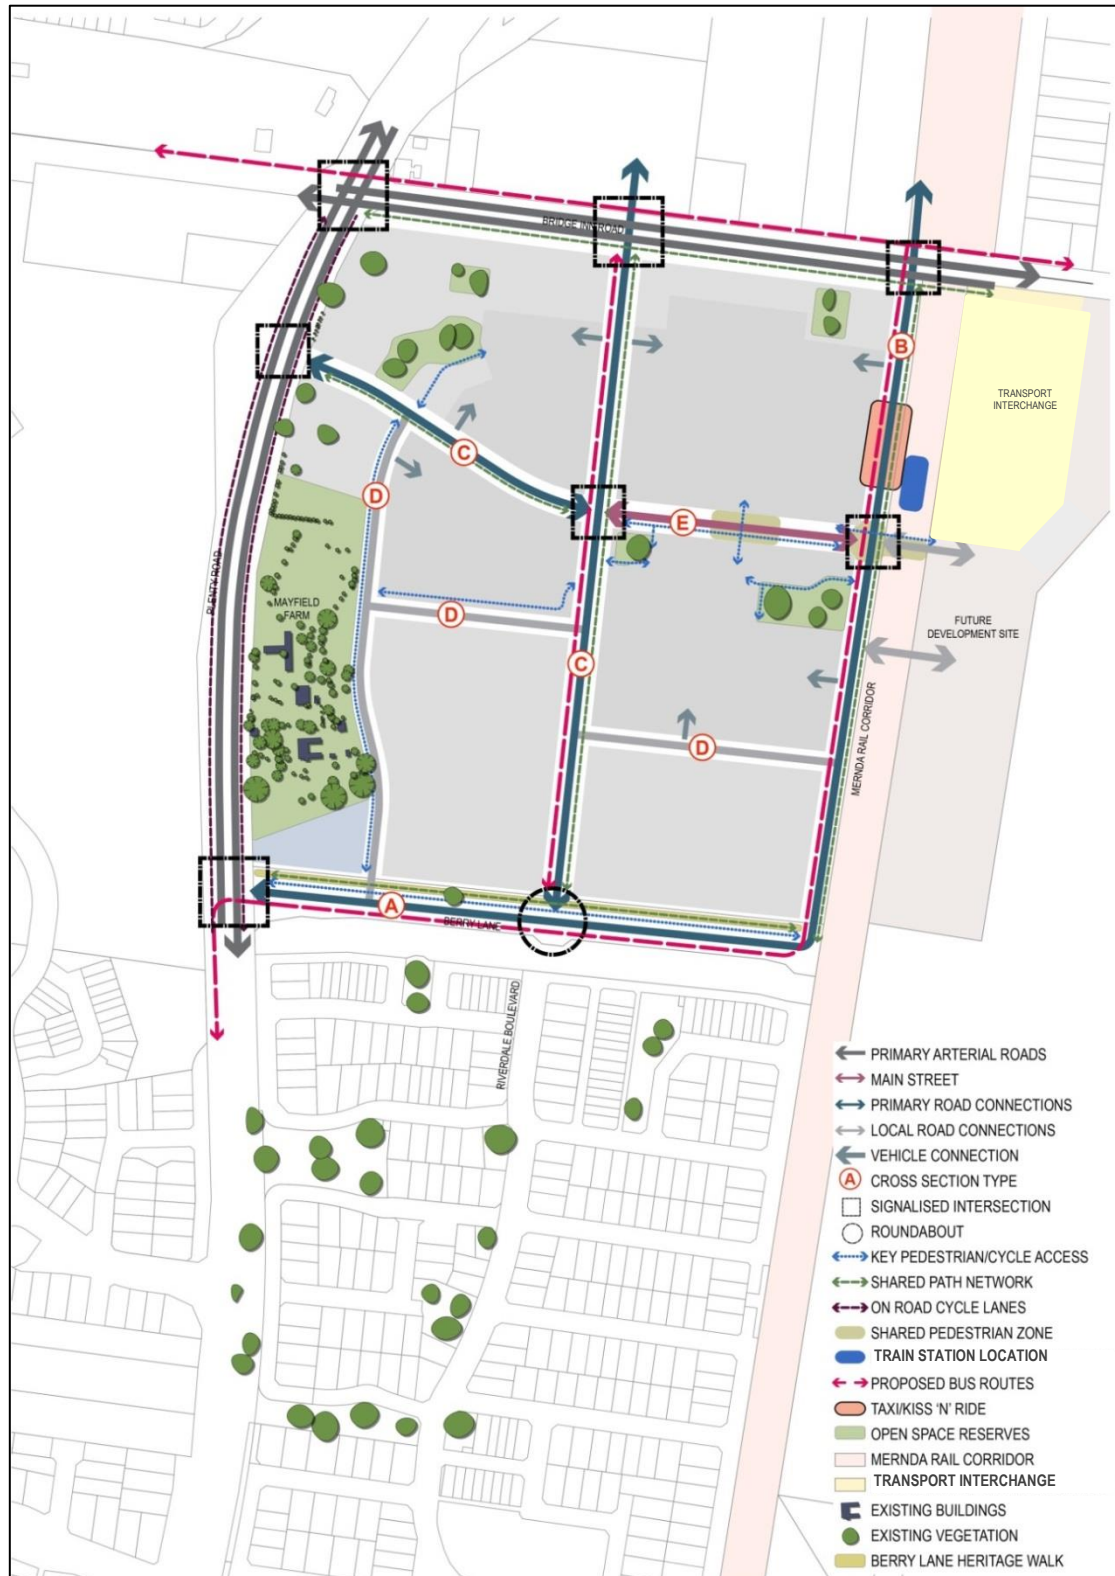 BRIDGE INN ROAD
B
TRANSPORT
INTERCHANGE
C
D
E
PLENTY ROAD
MAYFIELD
FARM
D
FUTURE
DEVELOPMENT SITE
C
MERNDA RAIL CORRIDOR
D
A
BERRY LANE
RIVERDALE BOULEVARD
PRIMARY ARTERIAL ROADS
MAIN STREET
PRIMARY ROAD CONNECTIONS
LOCAL ROAD CONNECTIONS
VEHICLE CONNECTION
A CROSS SECTION TYPE
SIGNALISED INTERSECTION
ROUNDABOUT
KEY PEDESTRIAN/CYCLE ACCESS
SHARED PATH NETWORK
ON ROAD CYCLE LANES
SHARED PEDESTRIAN ZONE
TRAIN STATION LOCATION
PROPOSED BUS ROUTES
TAXI/KISS 'N' RIDE
OPEN SPACE RESERVES
MERNDA RAIL CORRIDOR
TRANSPORT INTERCHANGE
EXISTING BUILDINGS
EXISTING VEGETATION
BERRY LANE HERITAGE WALK